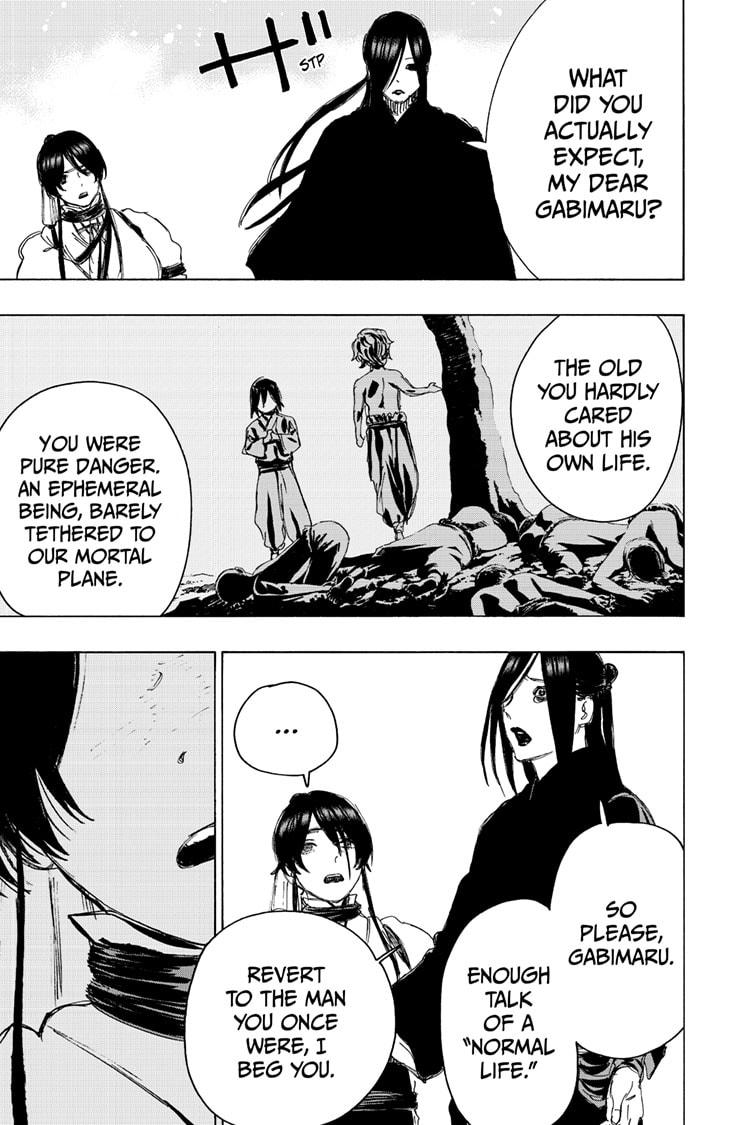 WHAT
DID YOU
ACTUALLY
EXPECT,
MY DEAR
GABIMARU?
ザ
STP
THE OLD
YOU HARDLY
CARED
ABOUT HIS
OWN LIFE.
YOU WERE
PURE DANGER.
AN EPHEMERAL
BEING, BARELY
TETHERED TO
OUR MORTAL
PLANE.
SO
PLEASE,
GABIMARU.
ENOUGH
TALK
OF A
"NORMAL
LIFE."
...
REVERT
TO THE MAN
YOU ONCE
WERE, I
BEG YOU.